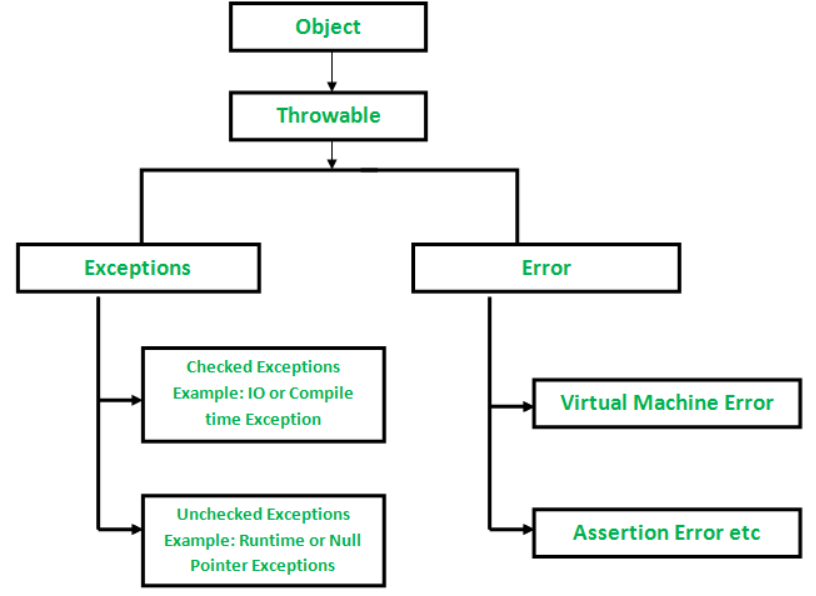 Object
Throwable
Exceptions
Error
Checked Exceptions
Example: IO or Compile
time Exception
Virtual Machine Error
Unchecked Exceptions
Example: Runtime or Null
Pointer Exceptions
Assertion Error etc